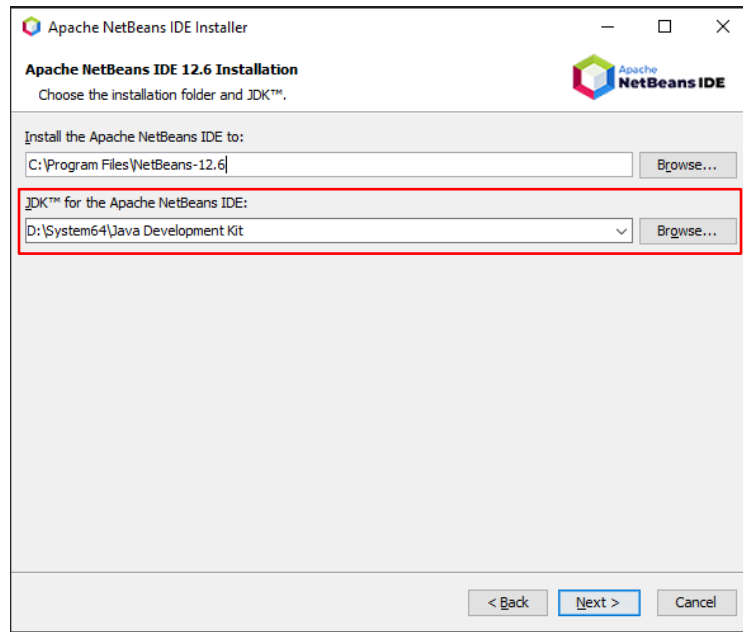 Apache NetBeans IDE Installer
Apache NetBeans IDE 12.6 Installation
Choose the installation folder and JDK™.
Apache
NetBeans IDE
Install the Apache NetBeans IDE to:
C:\Program Files\NetBeans-12.6
Browse...
JDK™ for the Apache NetBeans IDE:
D:\System64\Java Development Kit
Browse...
< Back
Next >
Cancel